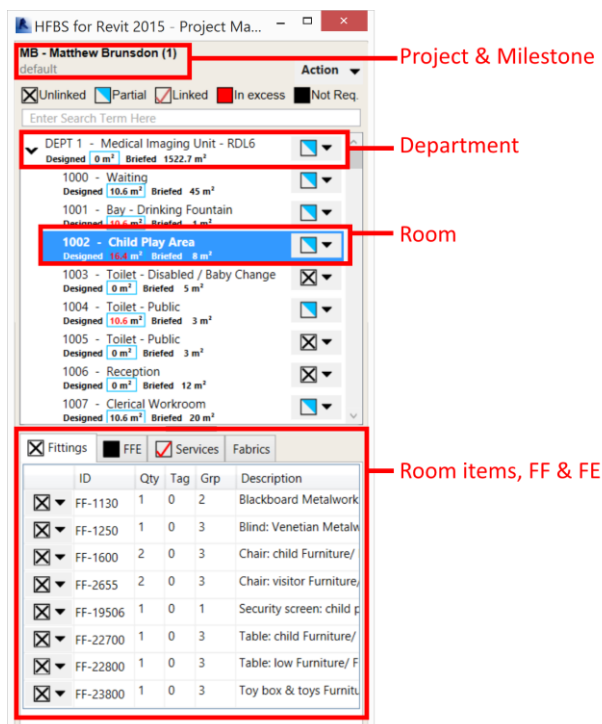 HFBS for Revit 2015 - Project Ma...
MB - Matthew Brunsdon (1)
default
Action
Unlinked Partial Linked In excess Not Req.
Enter Search Term Here
DEPT 1 - Medical Imaging Unit - RDL6
Designed 0 m² Briefed 1522.7 m²
1000 - Waiting
Designed 10.6 m² Briefed 45 m²
1001 - Bay - Drinking Fountain
Designed 10.6 m² Briefed 1 m²
1002 - Child Play Area
Designed 16.4 m² Briefed 8 m²
1003 - Toilet - Disabled / Baby Change
Designed 0 m² Briefed 5 m²
1004 - Toilet - Public
Designed 10.6 m² Briefed 3 m²
1005 - Toilet - Public
Designed 0 m² Briefed 3 m²
1006 - Reception
Designed 0 m² Briefed 12 m²
1007 - Clerical Workroom
Designed 10.6 m² Briefed 20 m²
Fittings FFE Services Fabrics
ID Qty Tag Grp Description
FF-1130 1 0 2 Blackboard Metalwork
FF-1250 1 0 3 Blind: Venetian Metalw
FF-1600 2 0 3 Chair: child Furniture/
FF-2655 2 0 3 Chair: visitor Furniture/
FF-19506 1 0 1 Security screen: child p
FF-22700 1 0 3 Table: child Furniture/
FF-22800 1 0 3 Table: low Furniture/ F
FF-23800 1 0 3 Toy box & toys Furnitu
Project & Milestone
Department
Room
Room items, FF & FE